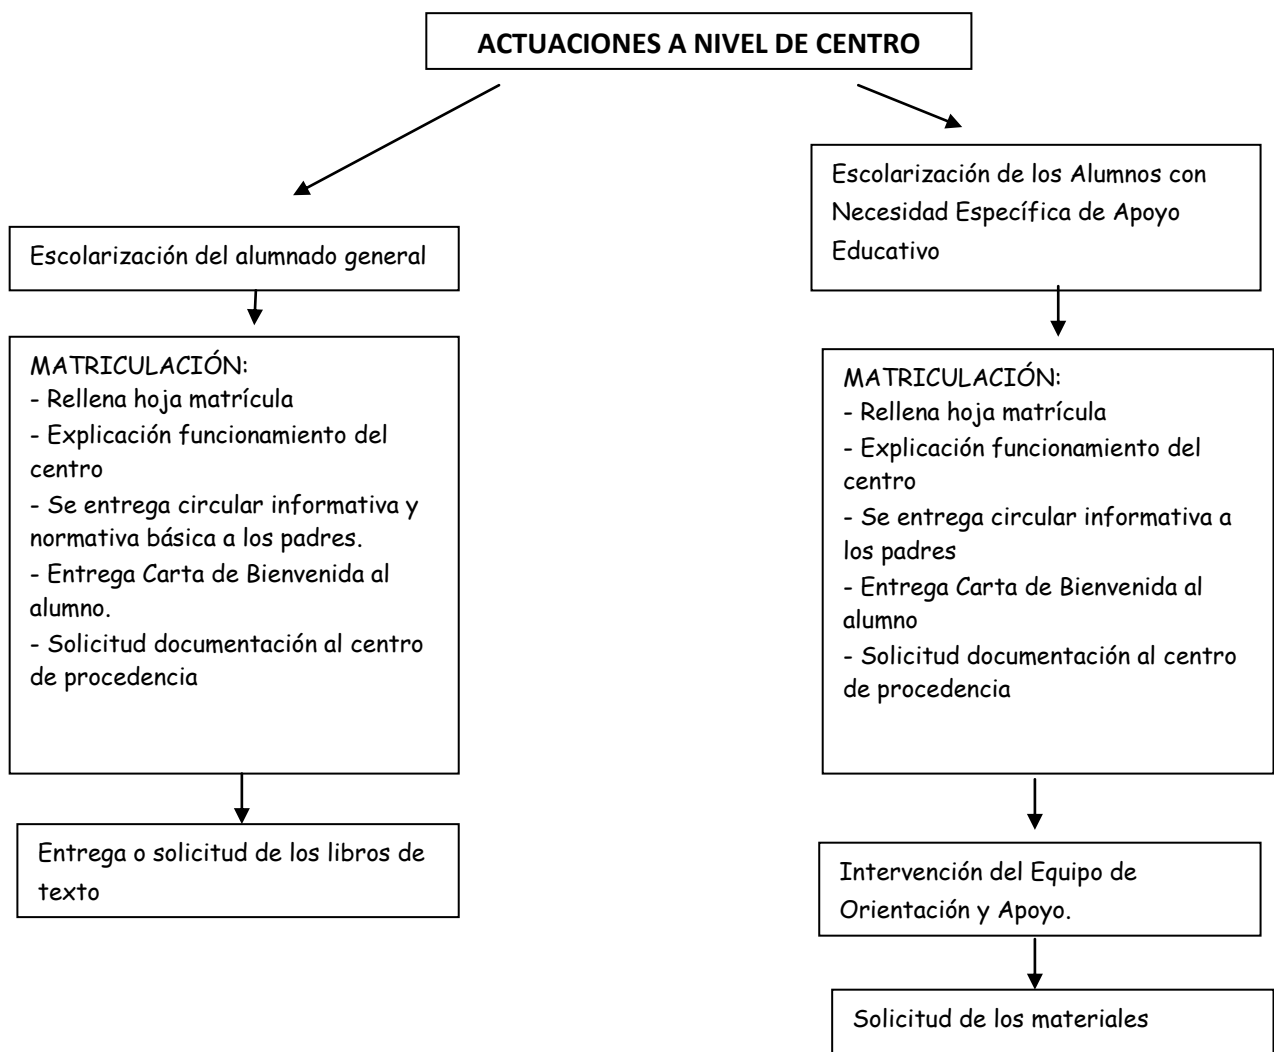 ACTUACIONES A NIVEL DE CENTRO
Escolarización del alumnado general
MATRICULACIÓN:
- Rellena hoja matrícula
- Explicación funcionamiento del
centro
- Se entrega circular informativa y
normativa básica a los padres.
- Entrega Carta de Bienvenida al
alumno.
- Solicitud documentación al centro
de procedencia
Entrega o solicitud de los libros de
texto
Escolarización de los Alumnos con
Necesidad Específica de Apoyo
Educativo
MATRICULACIÓN:
- Rellena hoja matrícula
- Explicación funcionamiento del
centro
- Se entrega circular informativa a
los padres
- Entrega Carta de Bienvenida al
alumno
- Solicitud documentación al centro
de procedencia
Intervención del Equipo de
Orientación y Apoyo.
Solicitud de los materiales